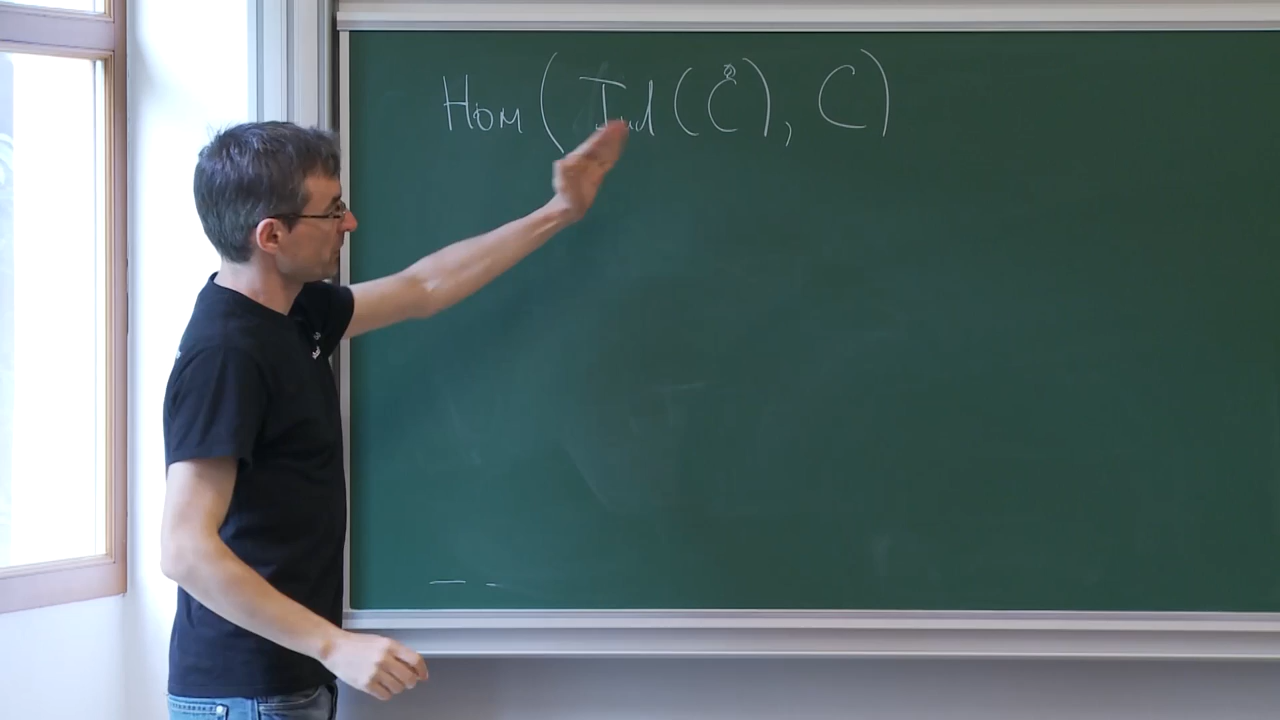 Hom ( Ind ( C̊ ), C )